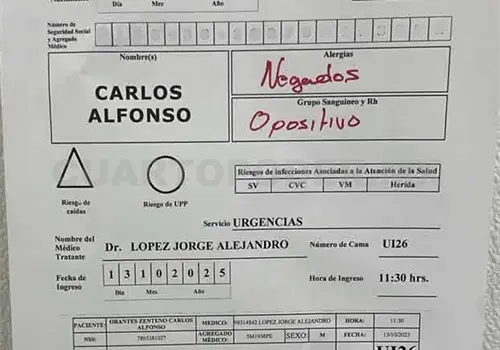 Día Mes Año
Número de
Seguridad Social
y Agregado
Médico
Nombre(s)
CARLOS
ALFONSO
Alergias
Negados
Grupo Sanguineo y Rh
O positivo
Riesgo de
caídas
Riesgo de UPP
Riesgos de infecciones Asociadas a la Atención de la Salud
SV CVC VM Herida
Servicio URGENCIAS
Nombre del
Médico
Tratante
Dr. LOPEZ JORGE ALEJANDRO
Número de Cama UI26
Fecha de
Ingreso
1 3 1 0 2 0 2 5
Día Mes Año
Hora de Ingreso 11:30 hrs.
PACIENTE: ORANTES ZENTENO CARLOS ALFONSO MEDICO: LOPEZ JORGE ALEJANDRO HORA: 11:30
NSS: AGREGADO MÉDICO: SEXO: M FECHA: 13/10/2025
UI26